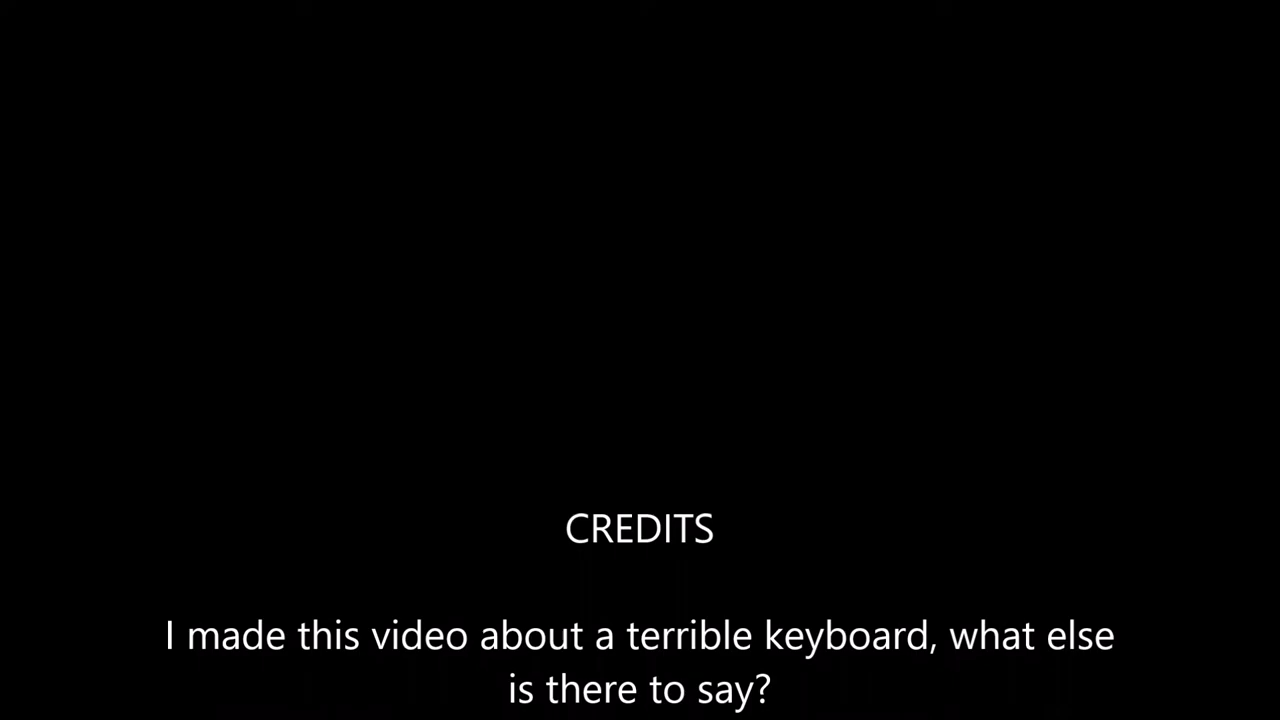 CREDITS
I made this video about a terrible keyboard, what else
is there to say?